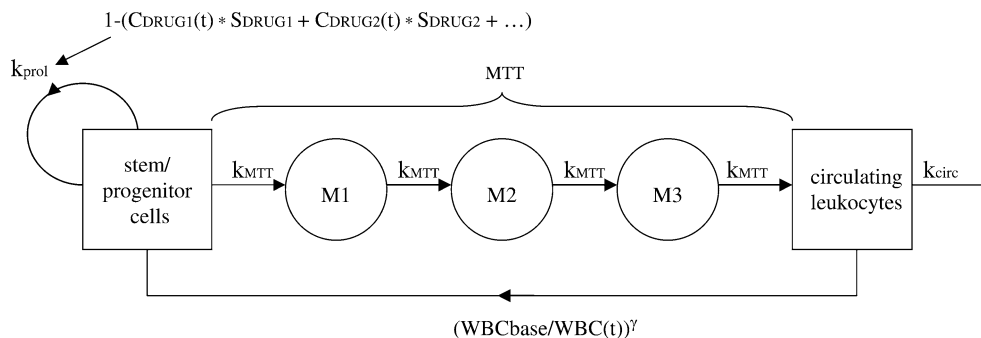 1-(CDRUG1(t) * SDRUG1 + CDRUG2(t) * SDRUG2 + …)
kprol
MTT
stem/
progenitor
cells
kMTT
M1
kMTT
M2
kMTT
M3
kMTT
circulating
leukocytes
kcirc
(WBCbase/WBC(t))γ